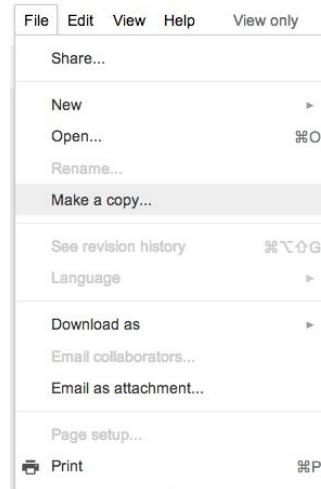 File Edit View Help View only
Share...
New ►
Open... ⌘O
Rename...
Make a copy...
See revision history ⌘⌥⇧G
Language ►
Download as ►
Email collaborators...
Email as attachment...
Page setup...
Print ⌘P